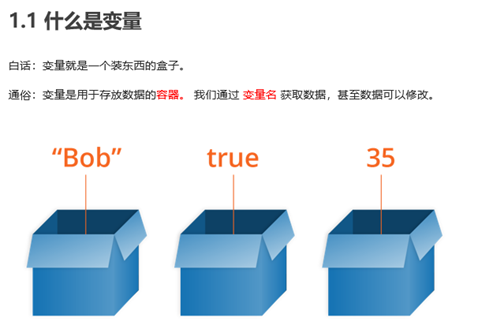 1.1 什么是变量
白话：变量就是一个装东西的盒子。
通俗：变量是用于存放数据的容器。 我们通过 变量名 获取数据，甚至数据可以修改。
“Bob” true 35